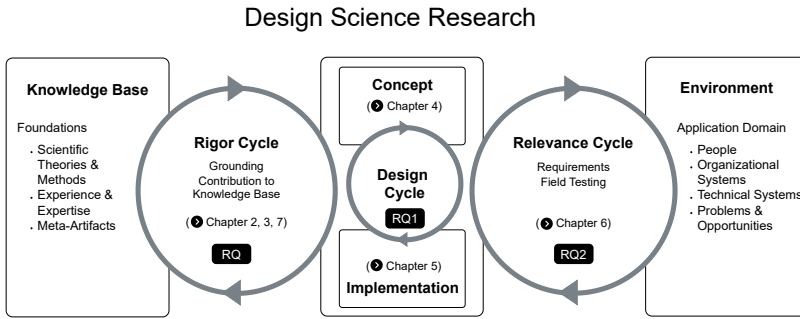 Design Science Research
Knowledge Base
Foundations
. Scientific
Theories &
Methods
. Experience &
Expertise
. Meta-Artifacts
Rigor Cycle
Grounding
Contribution to
Knowledge Base
(❯ Chapter 2, 3, 7)
RQ
Concept
(❯ Chapter 4)
Design
Cycle
RQ1
(❯ Chapter 5)
Implementation
Relevance Cycle
Requirements
Field Testing
(❯ Chapter 6)
RQ2
Environment
Application Domain
. People
. Organizational
Systems
. Technical Systems
. Problems &
Opportunities